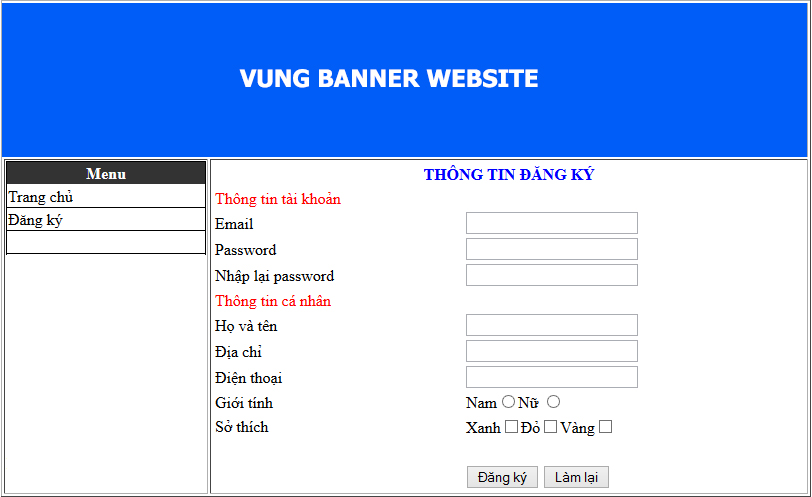 VUNG BANNER WEBSITE
Menu
Trang chủ
Đăng ký
THÔNG TIN ĐĂNG KÝ
Thông tin tài khoản
Email
Password
Nhập lại password
Thông tin cá nhân
Họ và tên
Địa chỉ
Điện thoại
Giới tính Nam Nữ
Sở thích Xanh Đỏ Vàng
Đăng ký Làm lại